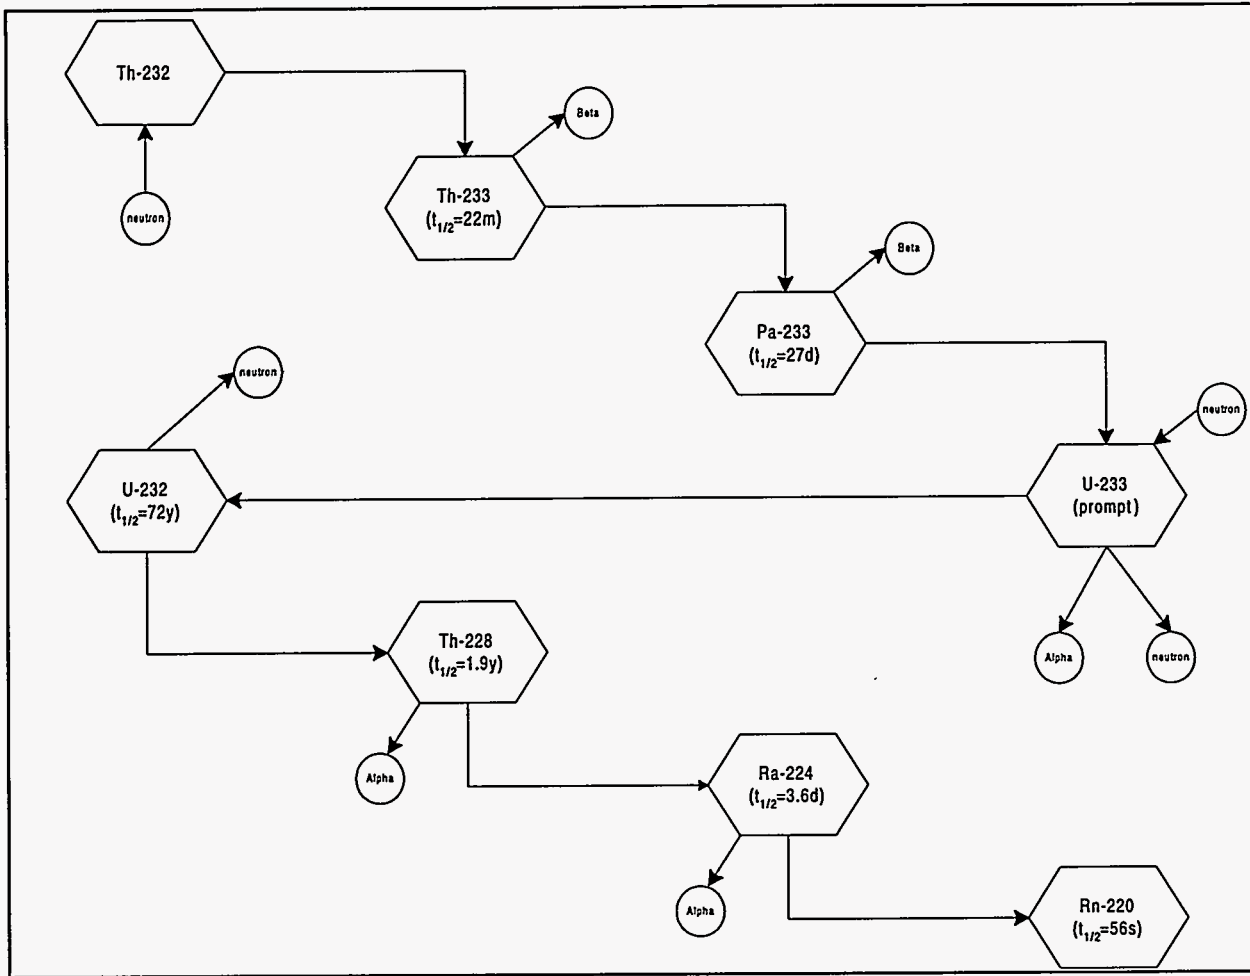 Th-232
Beta
Th-233
(t1/2=22m)
neutron
Beta
Pa-233
(t1/2=27d)
neutron
neutron
U-232
(t1/2=72y)
U-233
(prompt)
Th-228
(t1/2=1.9y)
Alpha
neutron
Alpha
Ra-224
(t1/2=3.6d)
Alpha
Rn-220
(t1/2=56s)